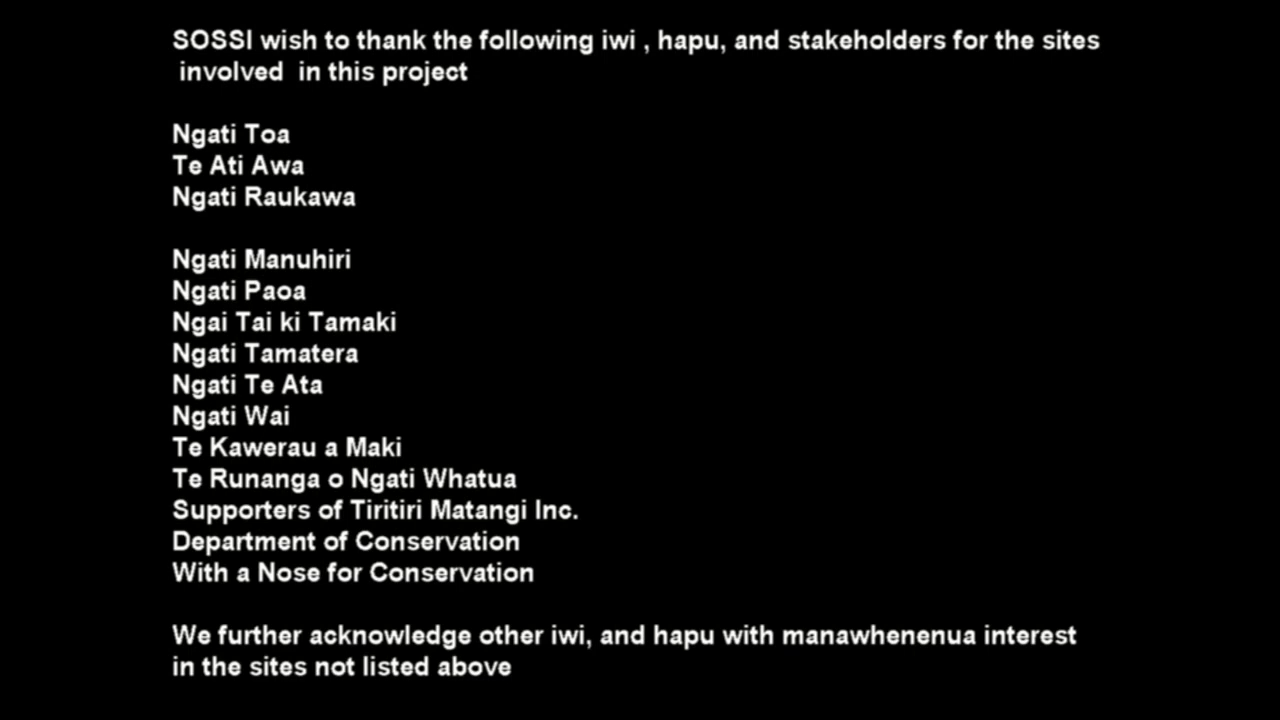 SOSSI wish to thank the following iwi , hapu, and stakeholders for the sites
involved in this project
Ngati Toa
Te Ati Awa
Ngati Raukawa
Ngati Manuhiri
Ngati Paoa
Ngai Tai ki Tamaki
Ngati Tamatera
Ngati Te Ata
Ngati Wai
Te Kawerau a Maki
Te Runanga o Ngati Whatua
Supporters of Tiritiri Matangi Inc.
Department of Conservation
With a Nose for Conservation
We further acknowledge other iwi, and hapu with manawhenenua interest
in the sites not listed above